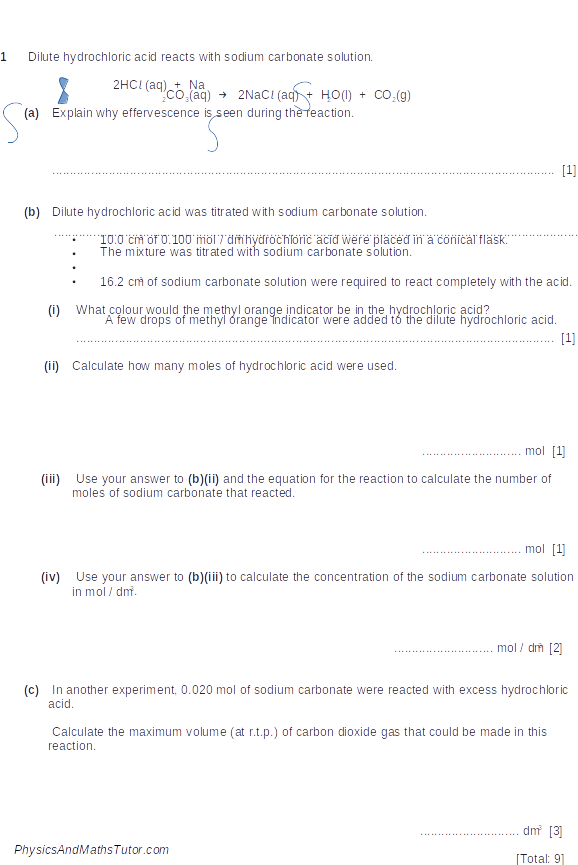 1 Dilute hydrochloric acid reacts with sodium carbonate solution.
2HCl (aq) + Na
₂CO₃(aq) → 2NaCl (aq) + H₂O(l) + CO₂(g)
(a) Explain why effervescence is seen during the reaction.
.............................................................................................................................................. [1]
(b) Dilute hydrochloric acid was titrated with sodium carbonate solution.
..............................................................................................................................................
• 10.0 cm³ of 0.100 mol / dm³ hydrochloric acid were placed in a conical flask.
• The mixture was titrated with sodium carbonate solution.
•
• 16.2 cm³ of sodium carbonate solution were required to react completely with the acid.
(i) What colour would the methyl orange indicator be in the hydrochloric acid?
A few drops of methyl orange indicator were added to the dilute hydrochloric acid.
...................................................................................................................................... [1]
(ii) Calculate how many moles of hydrochloric acid were used.
............................ mol [1]
(iii) Use your answer to (b)(ii) and the equation for the reaction to calculate the number of
moles of sodium carbonate that reacted.
............................ mol [1]
(iv) Use your answer to (b)(iii) to calculate the concentration of the sodium carbonate solution
in mol / dm³.
............................ mol / dm³ [2]
(c) In another experiment, 0.020 mol of sodium carbonate were reacted with excess hydrochloric
acid.
Calculate the maximum volume (at r.t.p.) of carbon dioxide gas that could be made in this
reaction.
............................ dm³ [3]
PhysicsAndMathsTutor.com
[Total: 9]